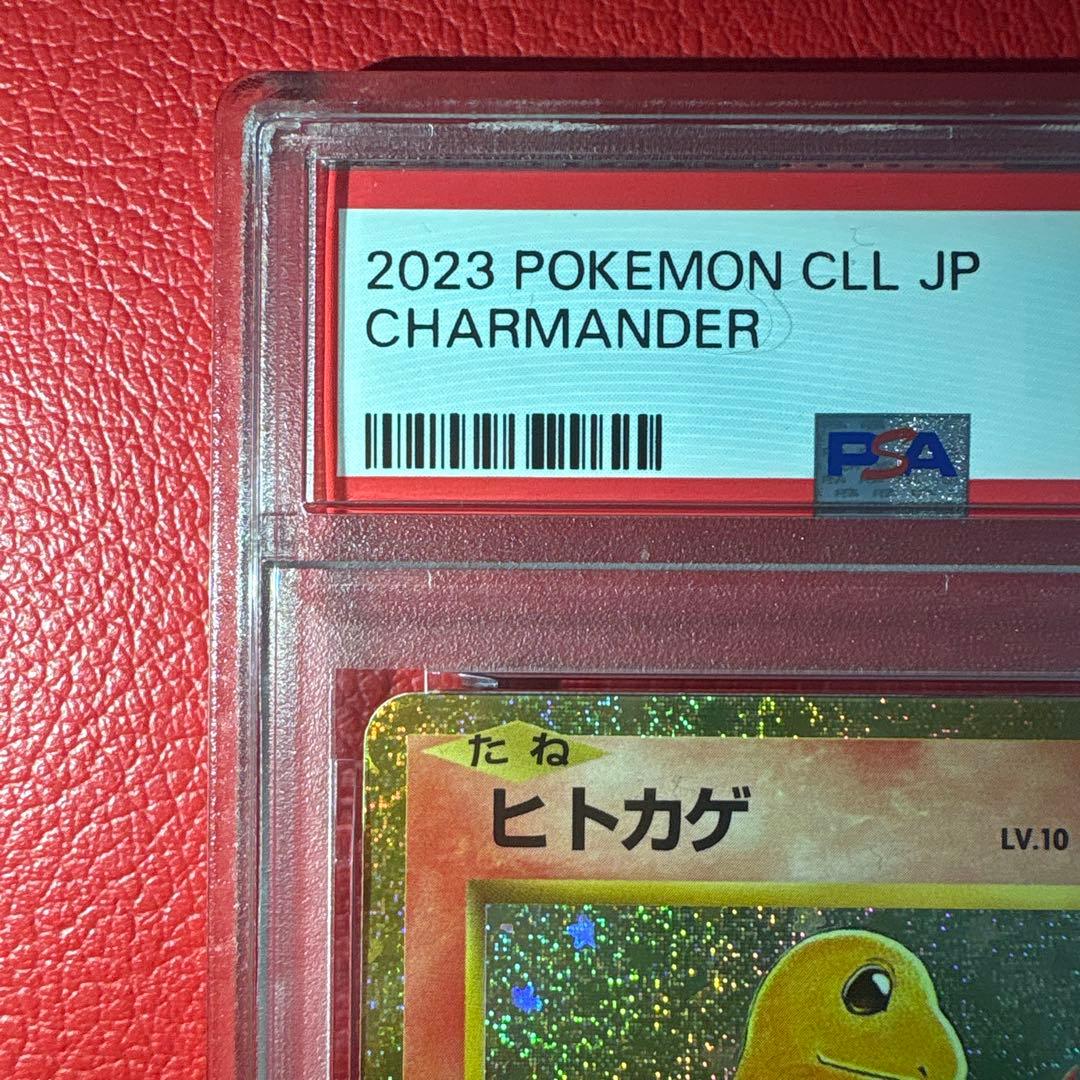 2023 POKEMON CLL JP
CHARMANDER
PSA
たね
ヒトカゲ
LV.10